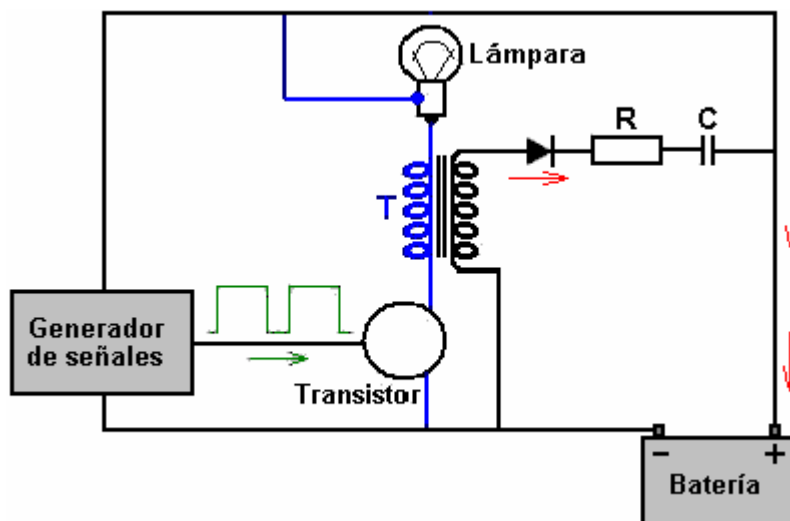 Lámpara
R
C
T
Generador
de señales
Transistor
- +
Batería